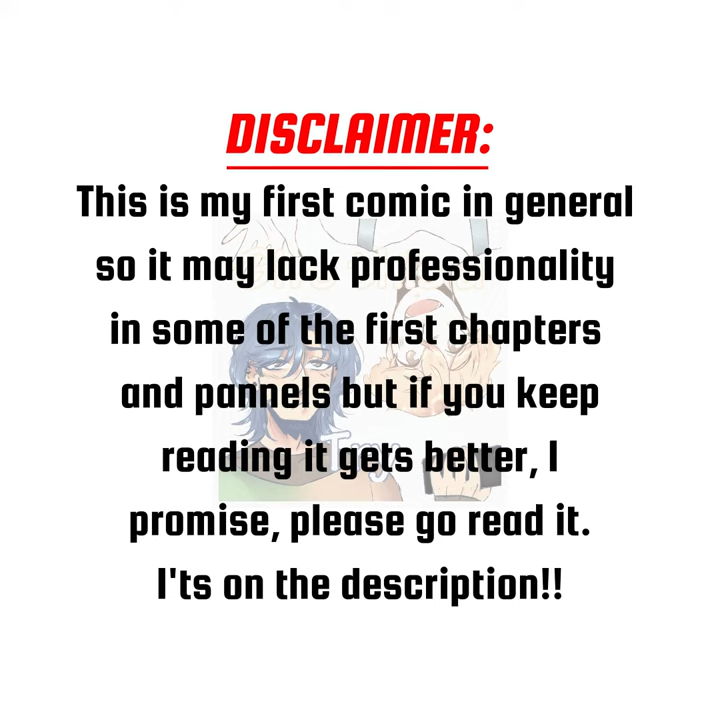 DISCLAIMER:
This is my first comic in general
so it may lack professionality
in some of the first chapters
and pannels but if you keep
reading it gets better, I
promise, please go read it.
I'ts on the description!!
Try